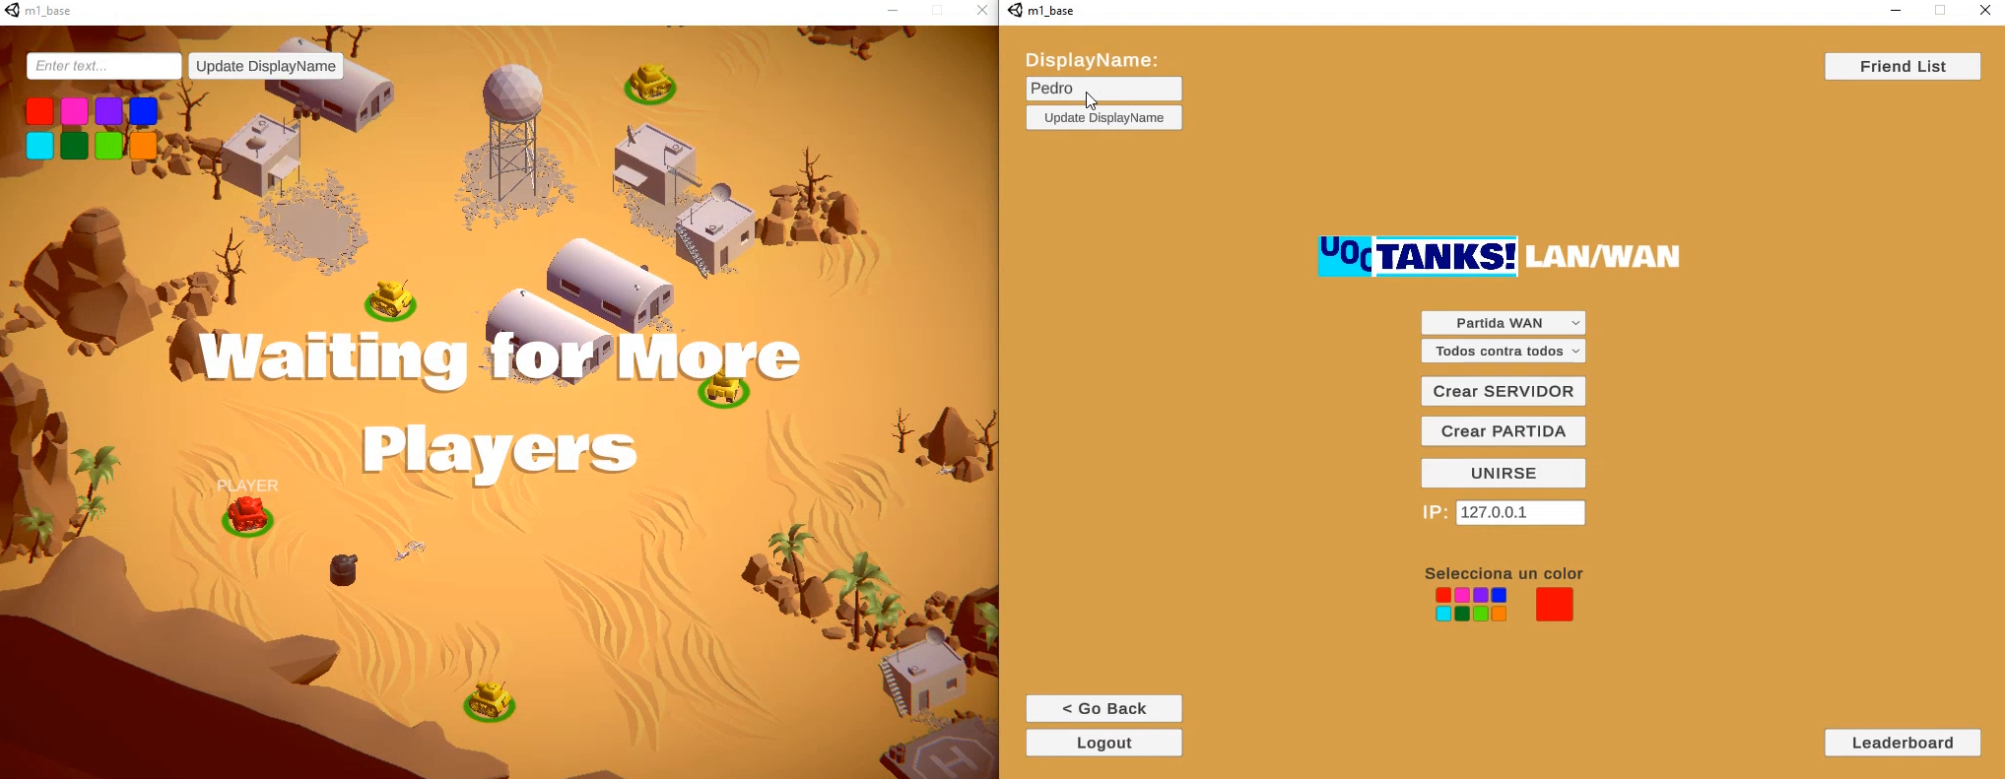 m1_base
Enter text...
Update DisplayName
PLAYER
Waiting for More
Players
H
m1_base
DisplayName:
Pedro
Update DisplayName
Friend List
UOC TANKS! LAN/WAN
Partida WAN
Todos contra todos
Crear SERVIDOR
Crear PARTIDA
UNIRSE
IP: 127.0.0.1
Selecciona un color
< Go Back
Logout
Leaderboard